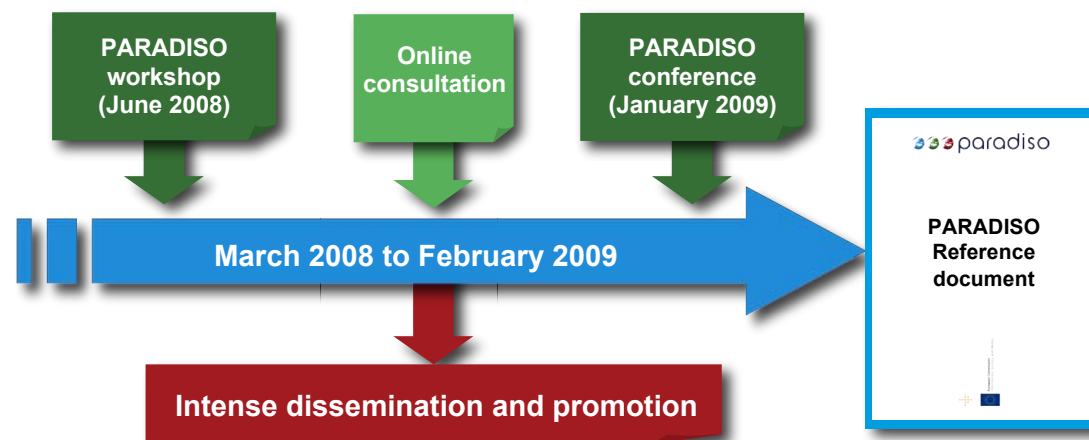 PARADISO
workshop
(June 2008)
Online
consultation
PARADISO
conference
(January 2009)
paradiso
March 2008 to February 2009
PARADISO
Reference
document
Intense dissemination and promotion